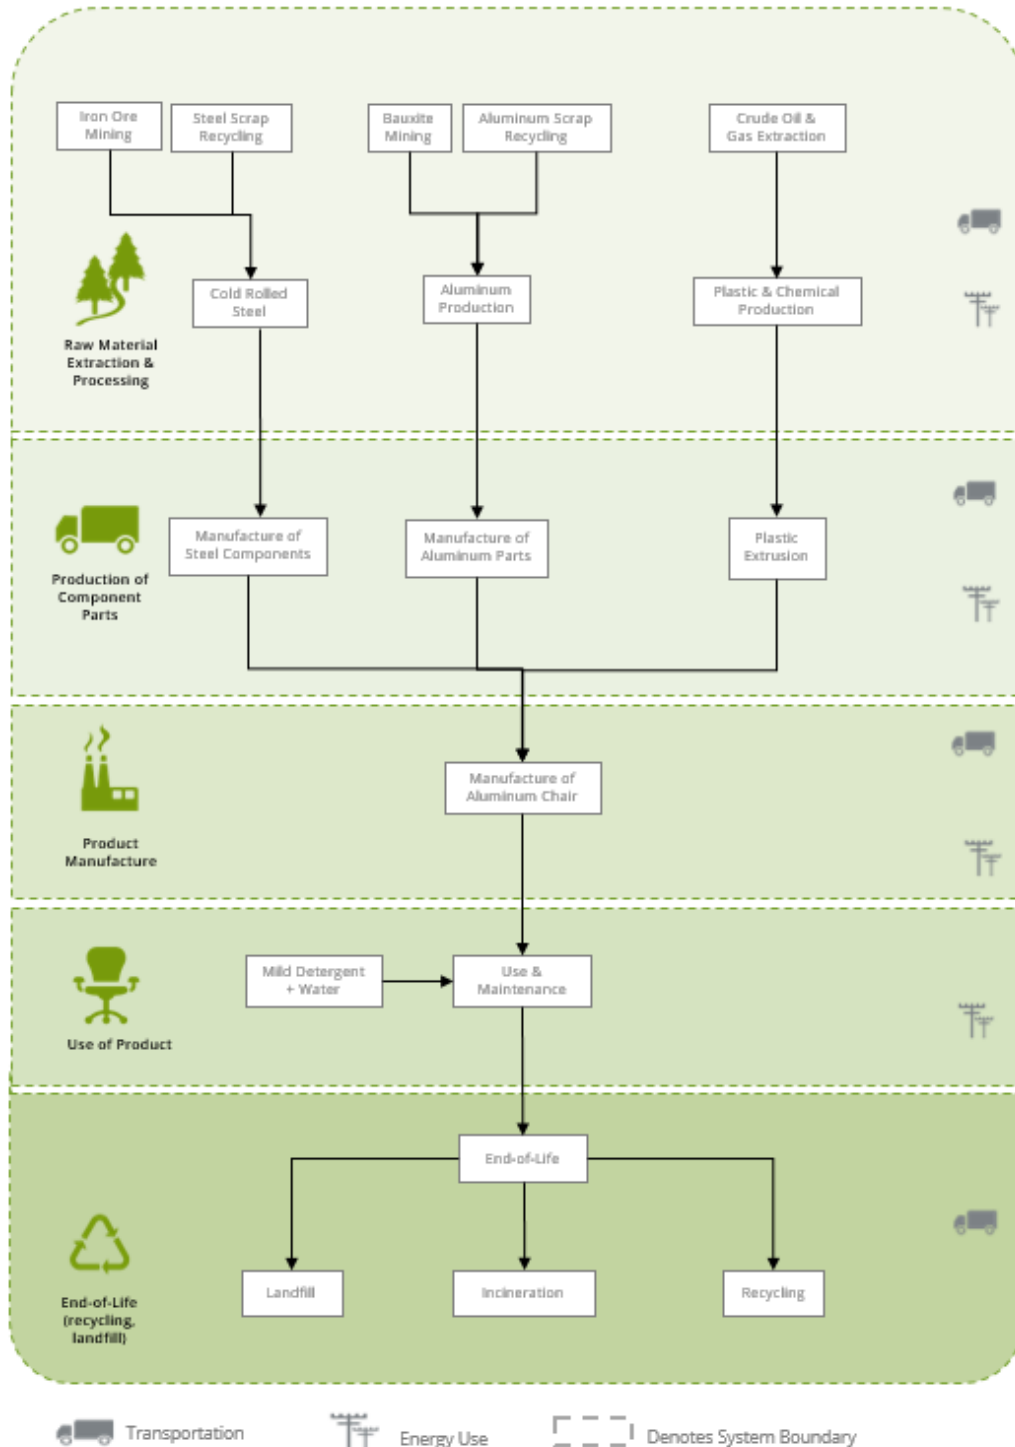 Iron Ore
Mining
Steel Scrap
Recycling
Bauxite
Mining
Aluminum Scrap
Recycling
Crude Oil &
Gas Extraction
Cold Rolled
Steel
Aluminum
Production
Plastic & Chemical
Production
Raw Material
Extraction &
Processing
Manufacture of
Steel Components
Manufacture of
Aluminum Parts
Plastic
Extrusion
Production of
Component
Parts
Manufacture of
Aluminum Chair
Product
Manufacture
Mild Detergent
+ Water
Use &
Maintenance
Use of Product
End-of-Life
Landfill
Incineration
Recycling
End-of-Life
(recycling,
landfill)
Transportation
Energy Use
Denotes System Boundary